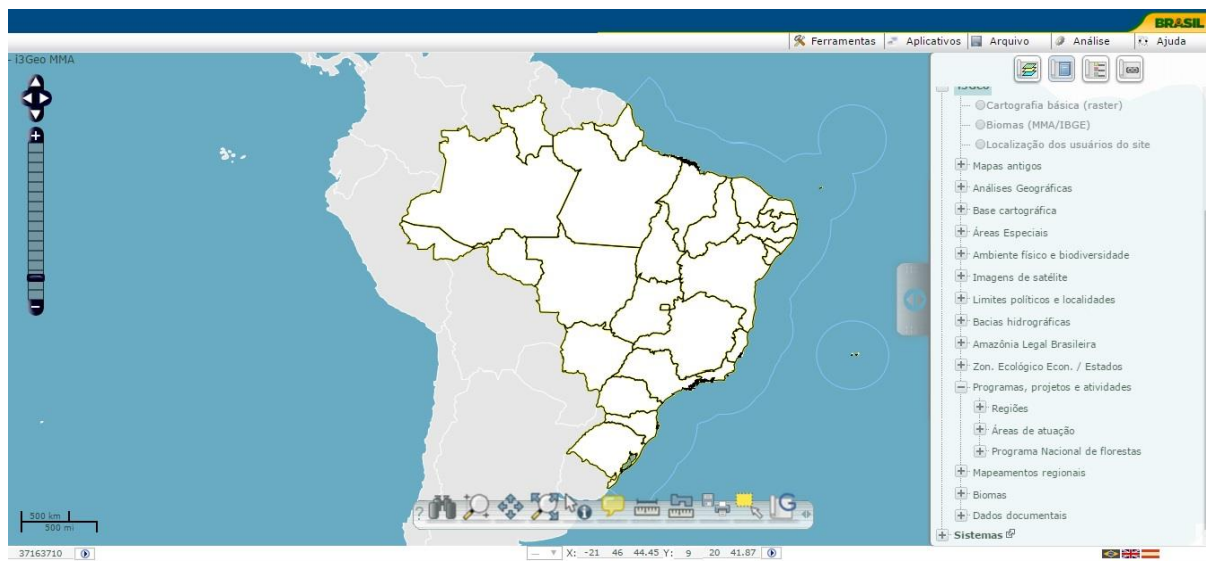 BRASIL
Ferramentas Aplicativos Arquivo Análise Ajuda
- i3Geo MMA
i3Geo
Cartografia básica (raster)
Biomas (MMA/IBGE)
Localização dos usuários do site
Mapas antigos
Análises Geográficas
Base cartográfica
Áreas Especiais
Ambiente físico e biodiversidade
Imagens de satélite
Limites políticos e localidades
Bacias hidrográficas
Amazônia Legal Brasileira
Zon. Ecológico Econ. / Estados
Programas, projetos e atividades
Regiões
Áreas de atuação
Programa Nacional de florestas
Mapeamentos regionais
Biomas
Dados documentais
Sistemas
?
G
500 km
500 mi
37163710
--- X: -21 46 44.45 Y: 9 20 41.87